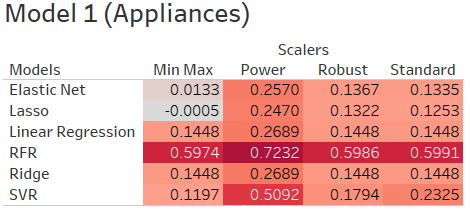 Model 1 (Appliances)
Scalers
Models Min Max Power Robust Standard
Elastic Net 0.0133 0.2570 0.1367 0.1335
Lasso -0.0005 0.2470 0.1322 0.1253
Linear Regression 0.1448 0.2689 0.1448 0.1448
RFR 0.5974 0.7232 0.5986 0.5991
Ridge 0.1448 0.2689 0.1448 0.1448
SVR 0.1197 0.5092 0.1794 0.2325